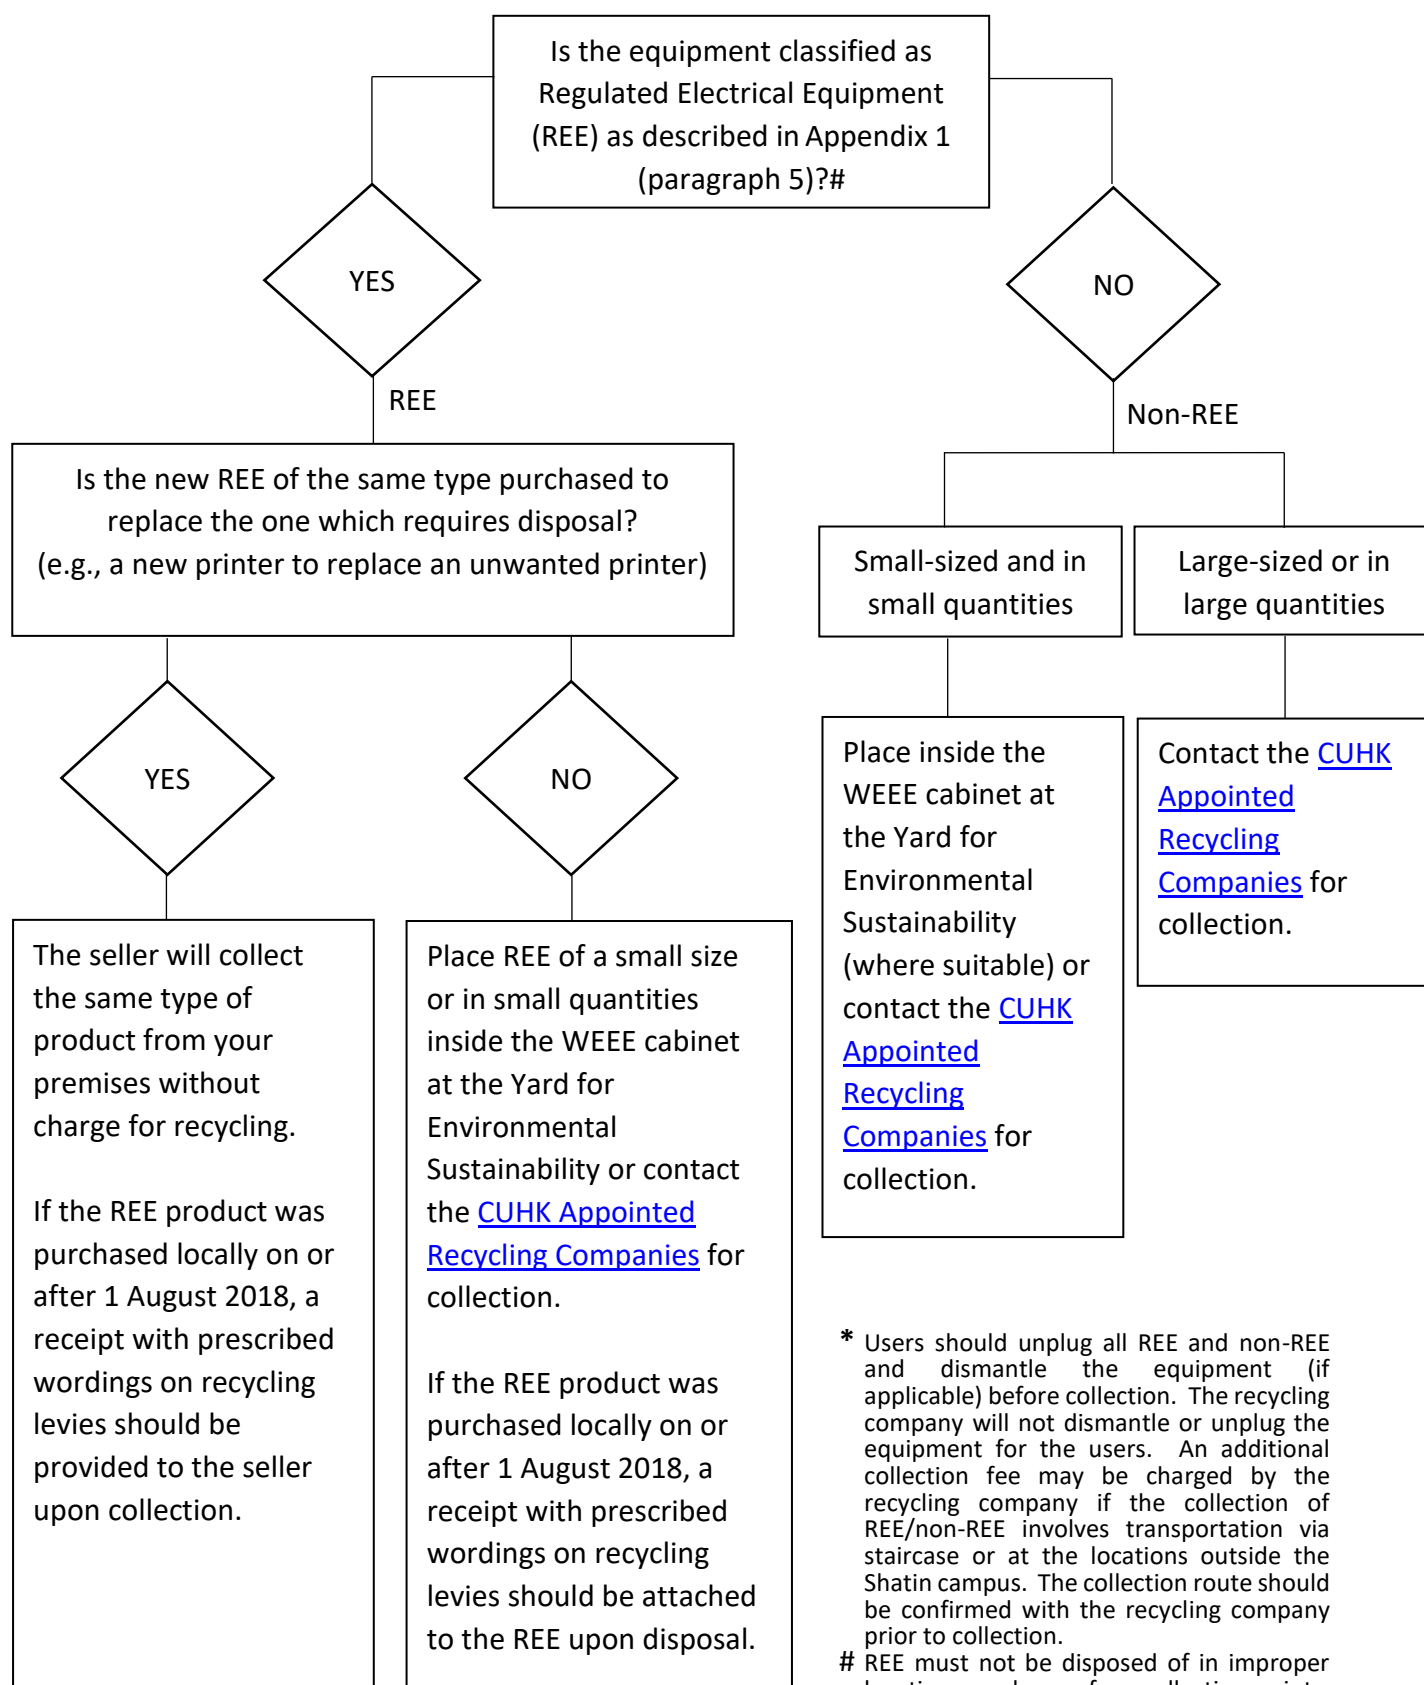 Is the equipment classified as
Regulated Electrical Equipment
(REE) as described in Appendix 1
(paragraph 5)?#
YES
NO
REE
Non-REE
Is the new REE of the same type purchased to
replace the one which requires disposal?
(e.g., a new printer to replace an unwanted printer)
Small-sized and in
small quantities
Large-sized or in
large quantities
YES
NO
Place inside the
WEEE cabinet at
the Yard for
Environmental
Sustainability
(where suitable) or
contact the CUHK
Appointed
Recycling
Companies for
collection.
Contact the CUHK
Appointed
Recycling
Companies for
collection.
The seller will collect
the same type of
product from your
premises without
charge for recycling.
If the REE product was
purchased locally on or
after 1 August 2018, a
receipt with prescribed
wordings on recycling
levies should be
provided to the seller
upon collection.
Place REE of a small size
or in small quantities
inside the WEEE cabinet
at the Yard for
Environmental
Sustainability or contact
the CUHK Appointed
Recycling Companies for
collection.
If the REE product was
purchased locally on or
after 1 August 2018, a
receipt with prescribed
wordings on recycling
levies should be attached
to the REE upon disposal.
* Users should unplug all REE and non-REE
and dismantle the equipment (if
applicable) before collection. The recycling
company will not dismantle or unplug the
equipment for the users. An additional
collection fee may be charged by the
recycling company if the collection of
REE/non-REE involves transportation via
staircase or at the locations outside the
Shatin campus. The collection route should
be confirmed with the recycling company
prior to collection.
# REE must not be disposed of in improper